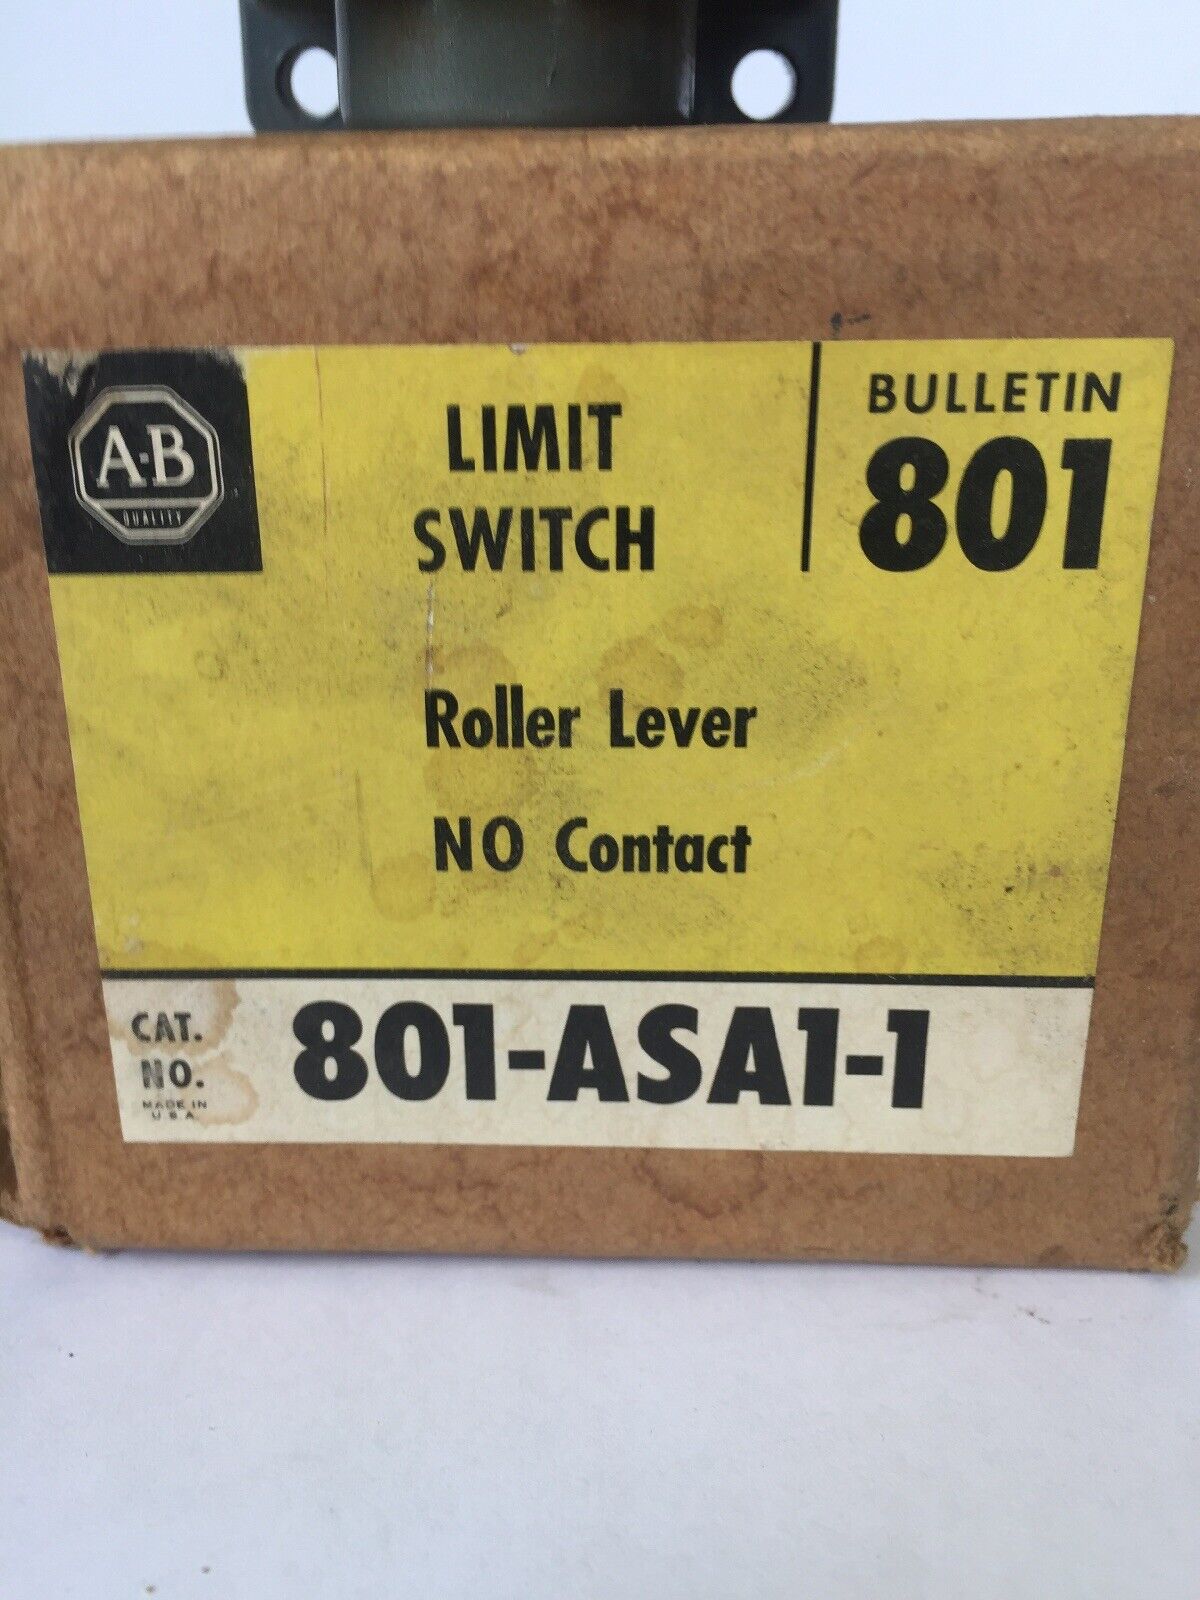 A-B
QUALITY
LIMIT
SWITCH
BULLETIN
801
Roller Lever
NO Contact
CAT.
NO.
MADE IN
U S A
801-ASA1-1